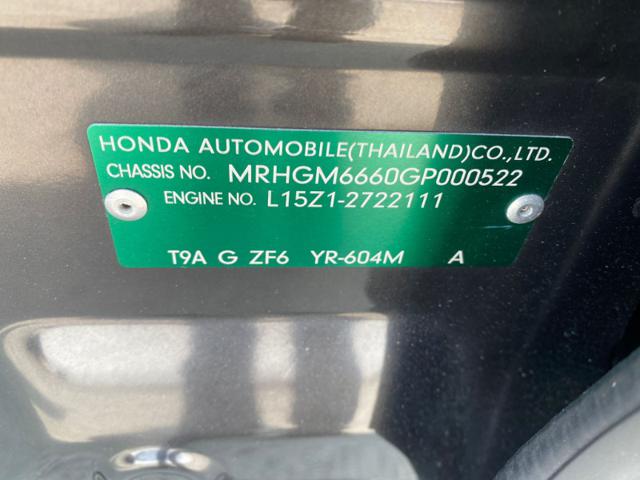 HONDA AUTOMOBILE(THAILAND)CO.,LTD.
CHASSIS NO. MRHGM6660GP000522
ENGINE NO. L15Z1-2722111
T9A G ZF6 YR-604M A